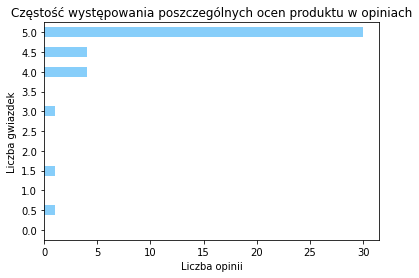 Częstość występowania poszczególnych ocen produktu w opiniach
5.0
4.5
4.0
3.5
3.0
2.5
2.0
1.5
1.0
0.5
0.0
Liczba gwiazdek
0 5 10 15 20 25 30
Liczba opinii